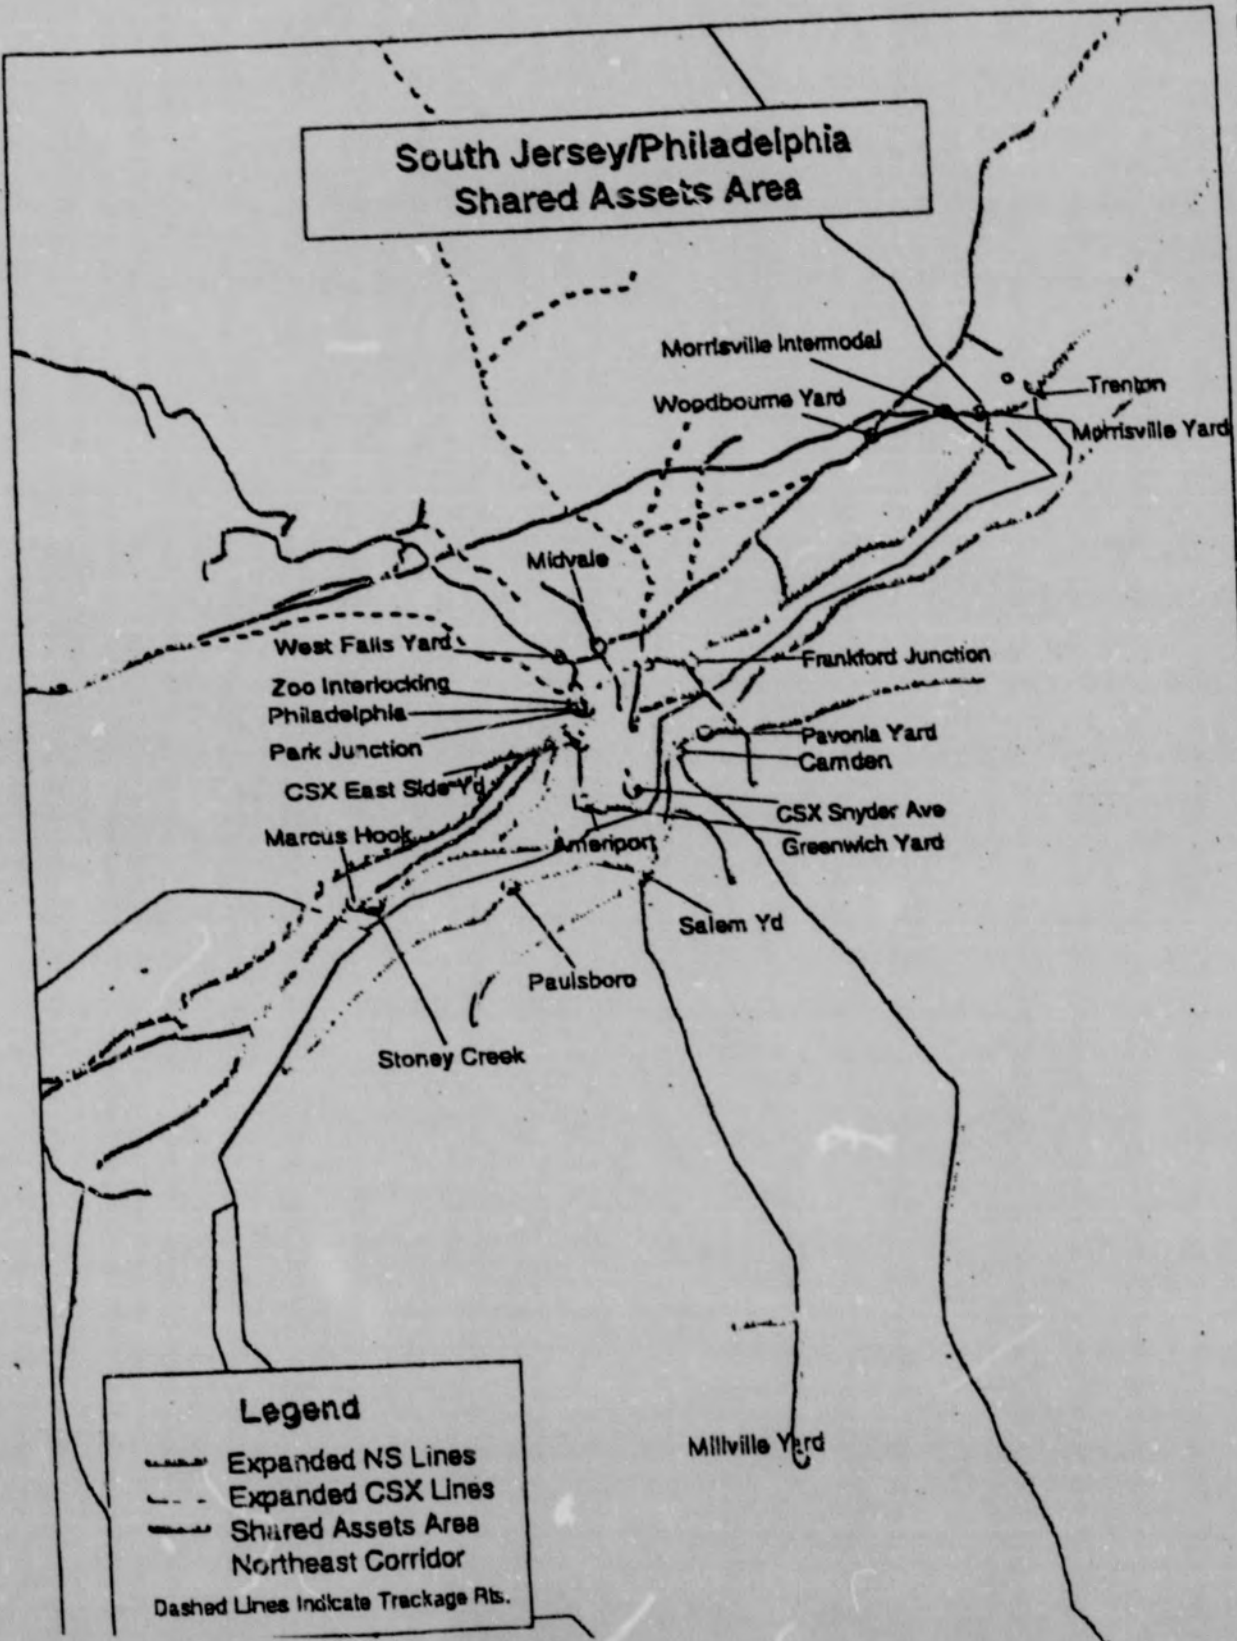 South Jersey/Philadelphia
Shared Assets Area
Morrisville Intermodal
Woodbourne Yard
Trenton
Morrisville Yard
Midvale
West Falls Yard
Frankford Junction
Zoo Interlocking
Philadelphia
Park Junction
Pavonia Yard
Camden
CSX East Side Yd
CSX Snyder Ave
Marcus Hook
Ameriport
Greenwich Yard
Salem Yd
Paulsboro
Stoney Creek
Millville Yard
Legend
Expanded NS Lines
Expanded CSX Lines
Shared Assets Area
Northeast Corridor
Dashed Lines Indicate Trackage Rts.